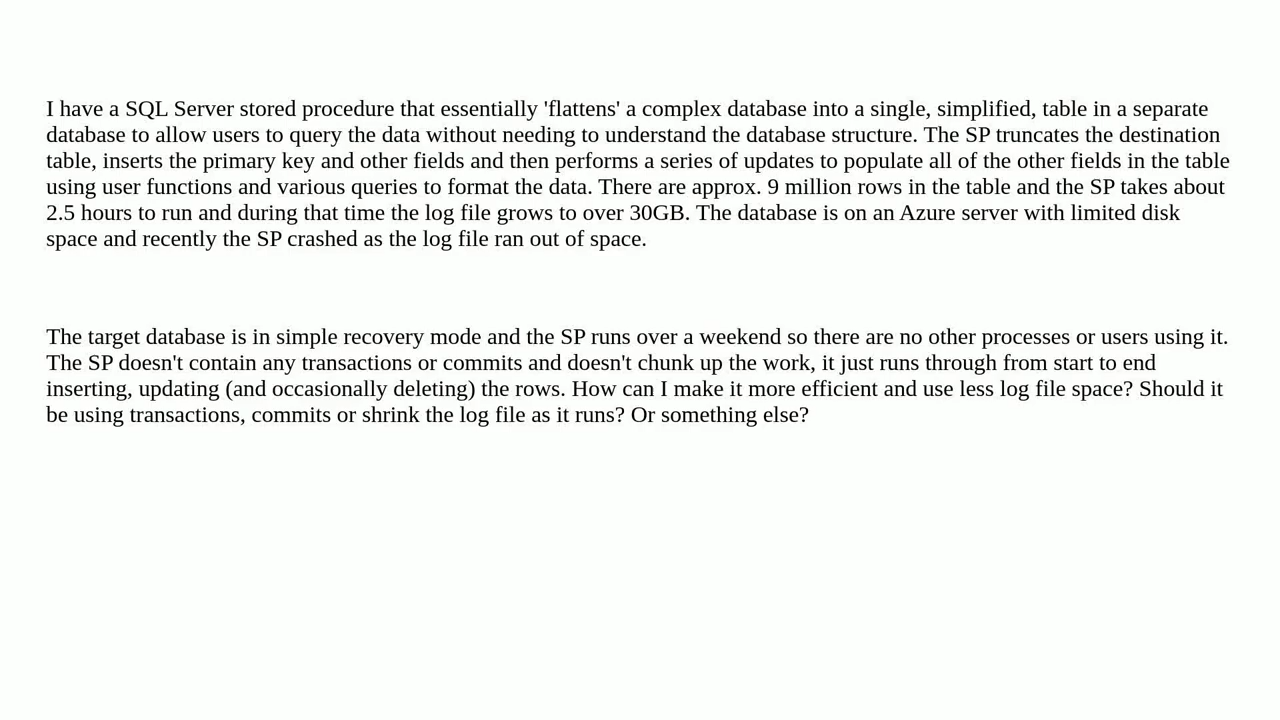 I have a SQL Server stored procedure that essentially 'flattens' a complex database into a single, simplified, table in a separate
database to allow users to query the data without needing to understand the database structure. The SP truncates the destination
table, inserts the primary key and other fields and then performs a series of updates to populate all of the other fields in the table
using user functions and various queries to format the data. There are approx. 9 million rows in the table and the SP takes about
2.5 hours to run and during that time the log file grows to over 30GB. The database is on an Azure server with limited disk
space and recently the SP crashed as the log file ran out of space.
The target database is in simple recovery mode and the SP runs over a weekend so there are no other processes or users using it.
The SP doesn't contain any transactions or commits and doesn't chunk up the work, it just runs through from start to end
inserting, updating (and occasionally deleting) the rows. How can I make it more efficient and use less log file space? Should it
be using transactions, commits or shrink the log file as it runs? Or something else?